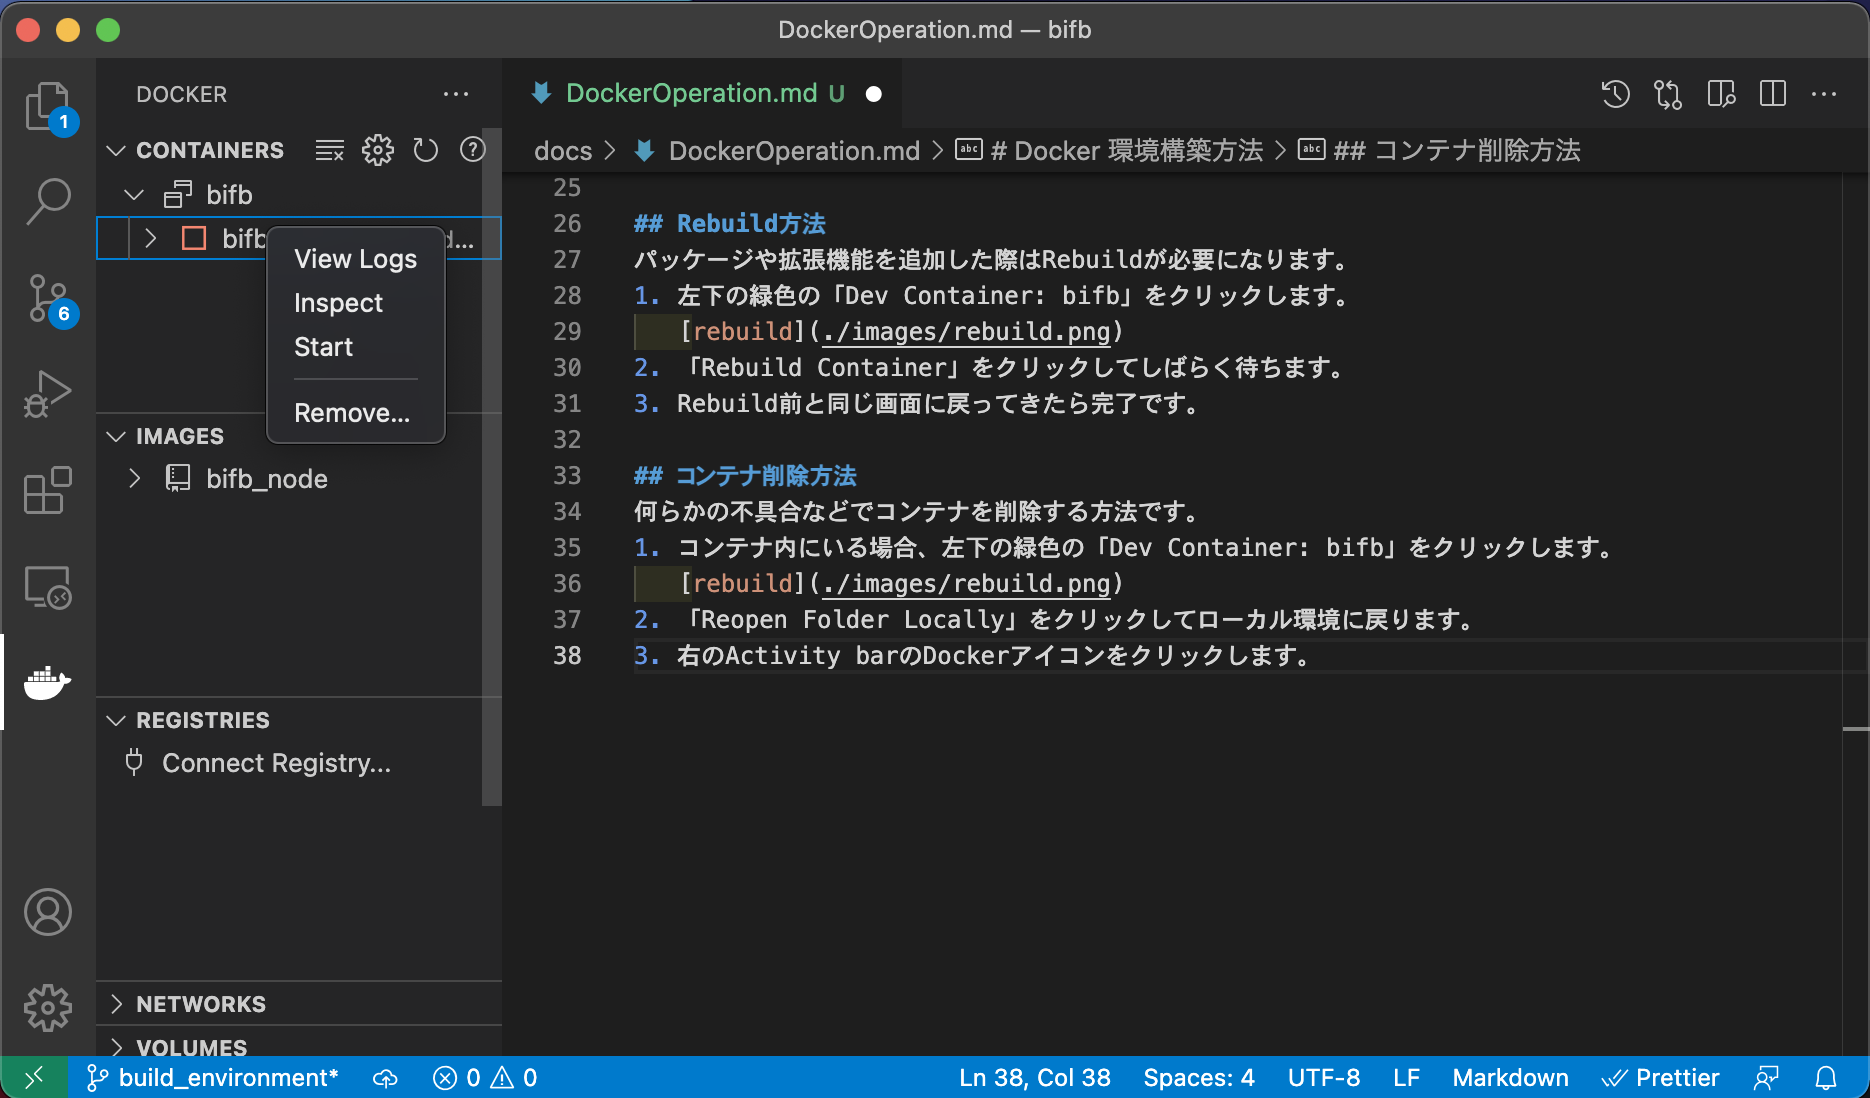 DockerOperation.md — bifb
1
6
DOCKER
CONTAINERS
bifb
View Logs
Inspect
Start
Remove...
IMAGES
bifb_node
REGISTRIES
Connect Registry...
NETWORKS
VOLUMES
DockerOperation.md U
docs > DockerOperation.md > # Docker 環境構築方法 > ## コンテナ削除方法
25
26 ## Rebuild方法
27 パッケージや拡張機能を追加した際はRebuildが必要になります。
28 1. 左下の緑色の「Dev Container: bifb」をクリックします。
29 [rebuild](./images/rebuild.png)
30 2. 「Rebuild Container」をクリックしてしばらく待ちます。
31 3. Rebuild前と同じ画面に戻ってきたら完了です。
32
33 ## コンテナ削除方法
34 何らかの不具合などでコンテナを削除する方法です。
35 1. コンテナ内にいる場合、左下の緑色の「Dev Container: bifb」をクリックします。
36 [rebuild](./images/rebuild.png)
37 2. 「Reopen Folder Locally」をクリックしてローカル環境に戻ります。
38 3. 右のActivity barのDockerアイコンをクリックします。
build_environment* 0 0 Ln 38, Col 38 Spaces: 4 UTF-8 LF Markdown Prettier